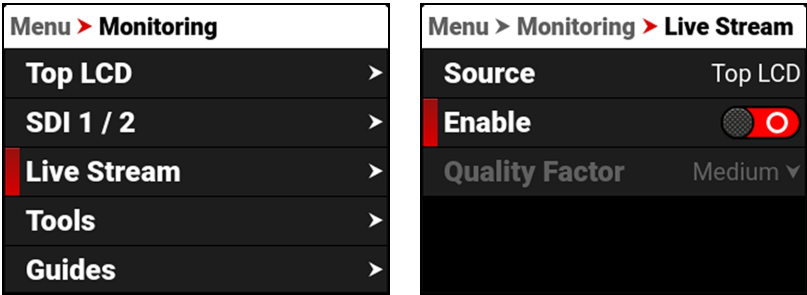 Menu ➤ Monitoring
Top LCD
SDI 1 / 2
Live Stream
Tools
Guides
Menu ➤ Monitoring ➤ Live Stream
Source Top LCD
Enable
Quality Factor Medium